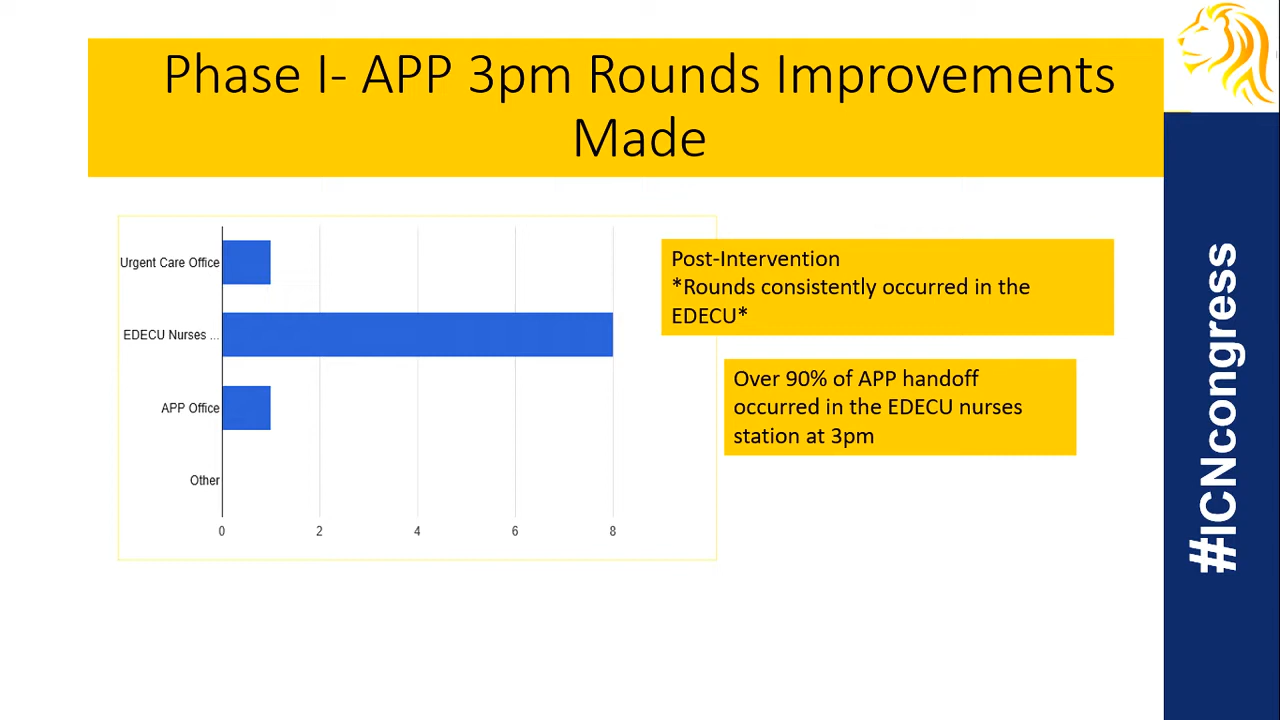 Phase I- APP 3pm Rounds Improvements
Made
Urgent Care Office
EDECU Nurses ...
APP Office
Other
0 2 4 6 8
Post-Intervention
*Rounds consistently occurred in the
EDECU*
Over 90% of APP handoff
occurred in the EDECU nurses
station at 3pm
#ICNcongress